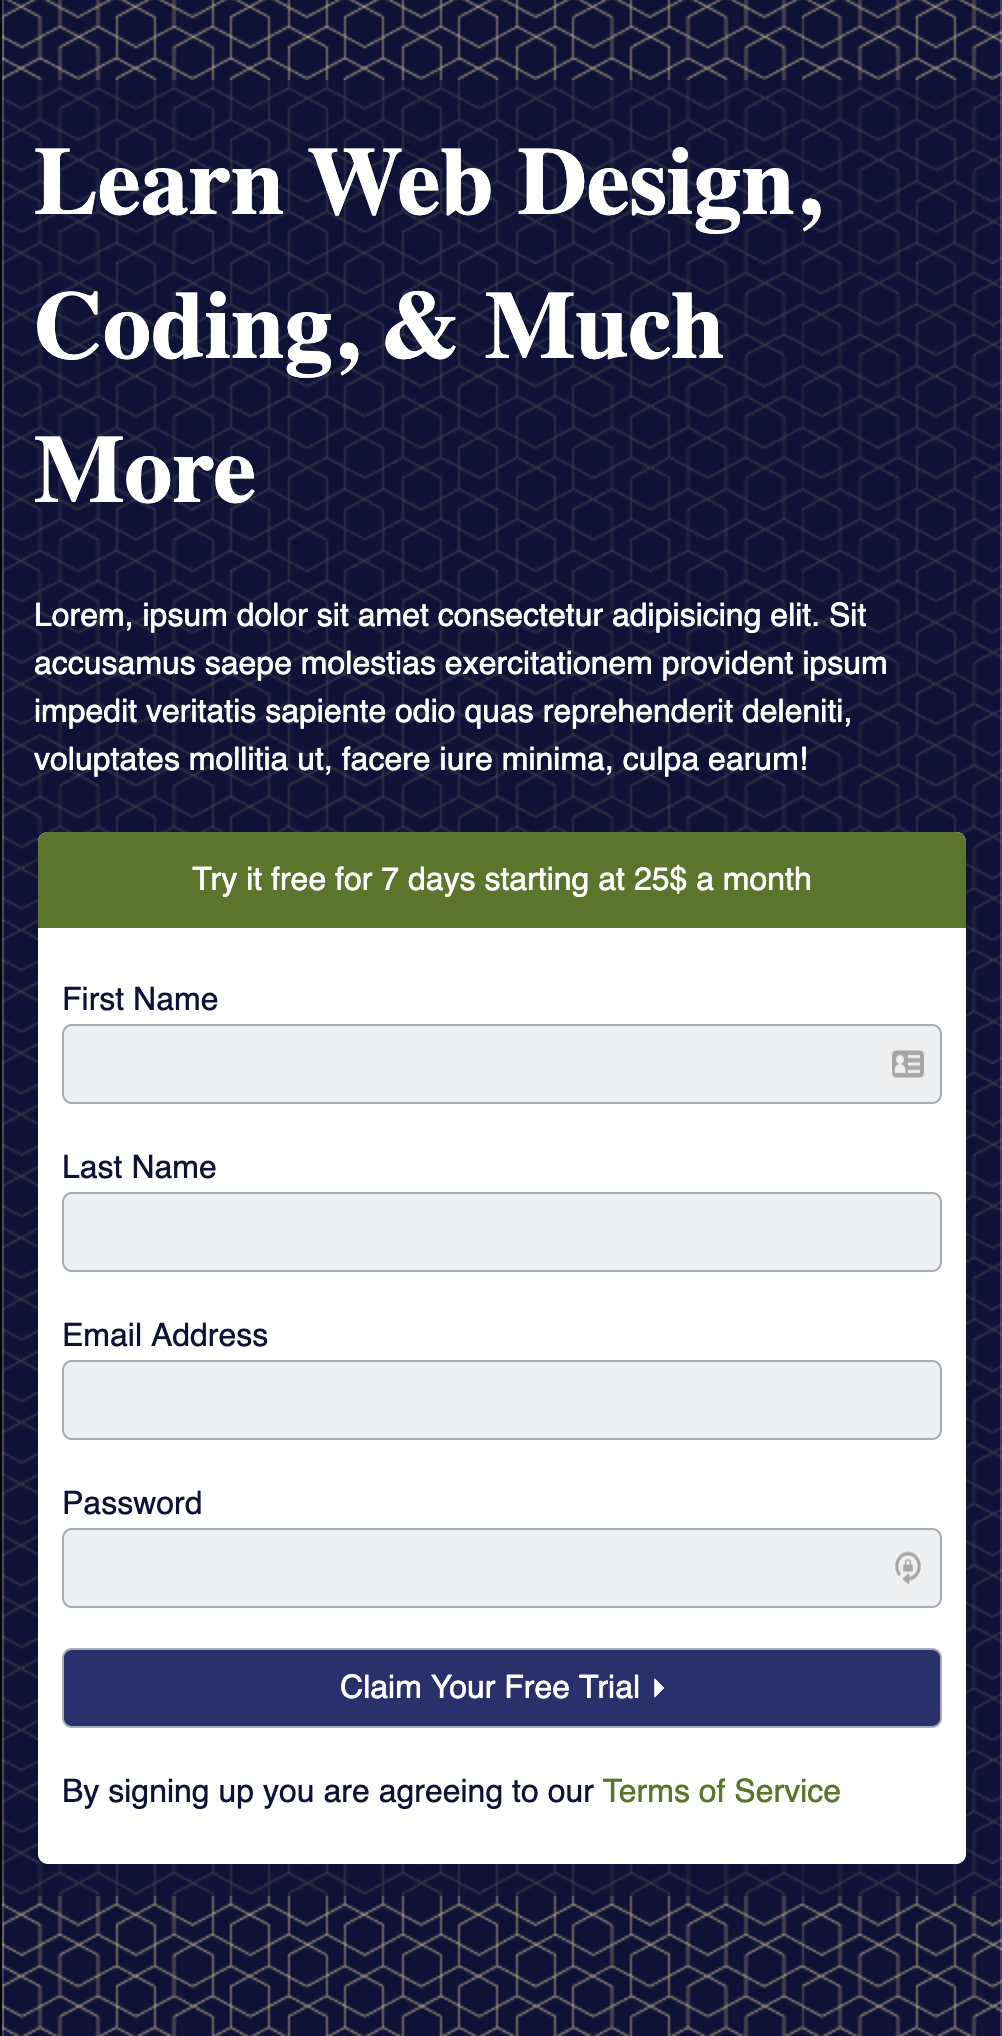 Learn Web Design,
Coding, & Much
More
Lorem, ipsum dolor sit amet consectetur adipisicing elit. Sit
accusamus saepe molestias exercitationem provident ipsum
impedit veritatis sapiente odio quas reprehenderit deleniti,
voluptates mollitia ut, facere iure minima, culpa earum!
Try it free for 7 days starting at 25$ a month
First Name
Last Name
Email Address
Password
Claim Your Free Trial
By signing up you are agreeing to our Terms of Service